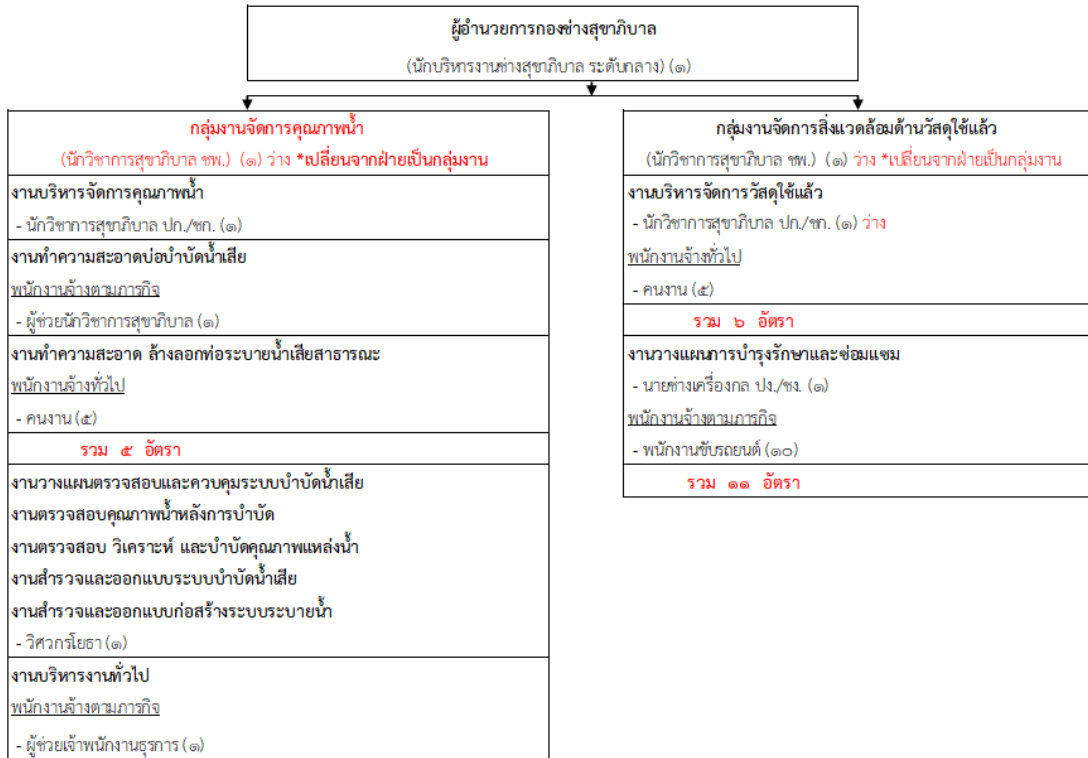 ผู้อำนวยการกองช่างสุขาภิบาล
(นักบริหารงานช่างสุขาภิบาล ระดับกลาง) (๑)
กลุ่มงานจัดการคุณภาพน้ำ
(นักวิชาการสุขาภิบาล ชพ.) (๑) ว่าง *เปลี่ยนจากฝ่ายเป็นกลุ่มงาน
งานบริหารจัดการคุณภาพน้ำ
- นักวิชาการสุขาภิบาล ปก./ชก. (๑)
งานทำความสะอาดบ่อบำบัดน้ำเสีย
พนักงานจ้างตามภารกิจ
- ผู้ช่วยนักวิชาการสุขาภิบาล (๑)
งานทำความสะอาด ล้างลอกท่อระบายน้ำเสียสาธารณะ
พนักงานจ้างทั่วไป
- คนงาน (๕)
รวม ๕ อัตรา
งานวางแผนตรวจสอบและควบคุมระบบบำบัดน้ำเสีย
งานตรวจสอบคุณภาพน้ำหลังการบำบัด
งานตรวจสอบ วิเคราะห์ และบำบัดคุณภาพแหล่งน้ำ
งานสำรวจและออกแบบระบบบำบัดน้ำเสีย
งานสำรวจและออกแบบก่อสร้างระบบระบายน้ำ
- วิศวกรโยธา (๑)
งานบริหารงานทั่วไป
พนักงานจ้างตามภารกิจ
- ผู้ช่วยเจ้าพนักงานธุรการ (๑)
กลุ่มงานจัดการสิ่งแวดล้อมด้านวัสดุใช้แล้ว
(นักวิชาการสุขาภิบาล ชพ.) (๑) ว่าง *เปลี่ยนจากฝ่ายเป็นกลุ่มงาน
งานบริหารจัดการวัสดุใช้แล้ว
- นักวิชาการสุขาภิบาล ปก./ชก. (๑) ว่าง
พนักงานจ้างทั่วไป
- คนงาน (๕)
รวม ๖ อัตรา
งานวางแผนการบำรุงรักษาและซ่อมแซม
- นายช่างเครื่องกล ปง./ชง. (๑)
พนักงานจ้างตามภารกิจ
- พนักงานขับรถยนต์ (๑๐)
รวม ๑๑ อัตรา